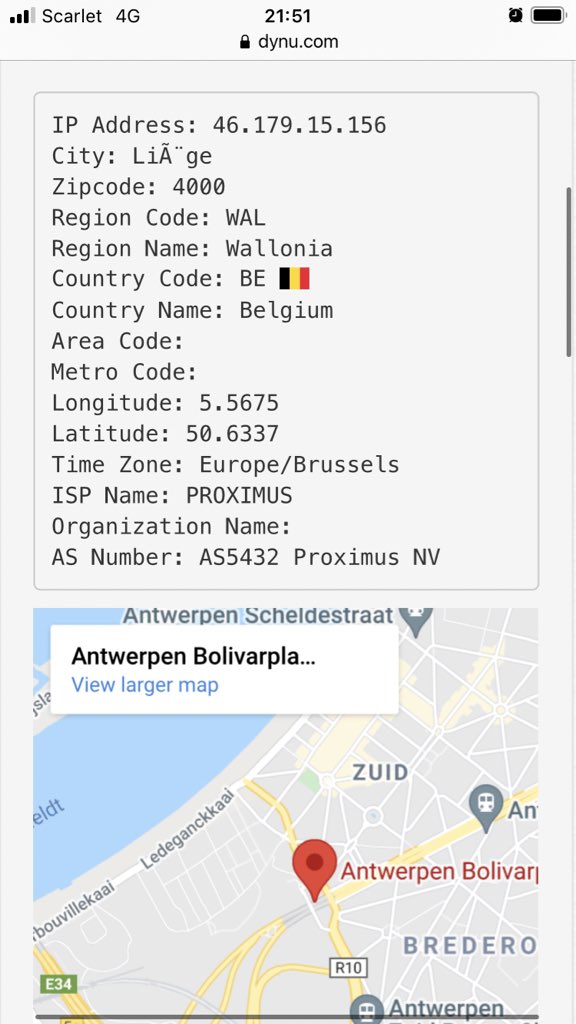 Scarlet 4G 21:51
dynu.com
IP Address: 46.179.15.156
City: LiÃ¨ge
Zipcode: 4000
Region Code: WAL
Region Name: Wallonia
Country Code: BE 🇧🇪
Country Name: Belgium
Area Code:
Metro Code:
Longitude: 5.5675
Latitude: 50.6337
Time Zone: Europe/Brussels
ISP Name: PROXIMUS
Organization Name:
AS Number: AS5432 Proximus NV
Antwerpen Scheldestraat
Antwerpen Bolivarpla...
View larger map
ZUID
eldt
Ledeganckkaai
An
Antwerpen Bolivarp
rbouvillekaai
BREDERO
R10
E34
Antwerpen